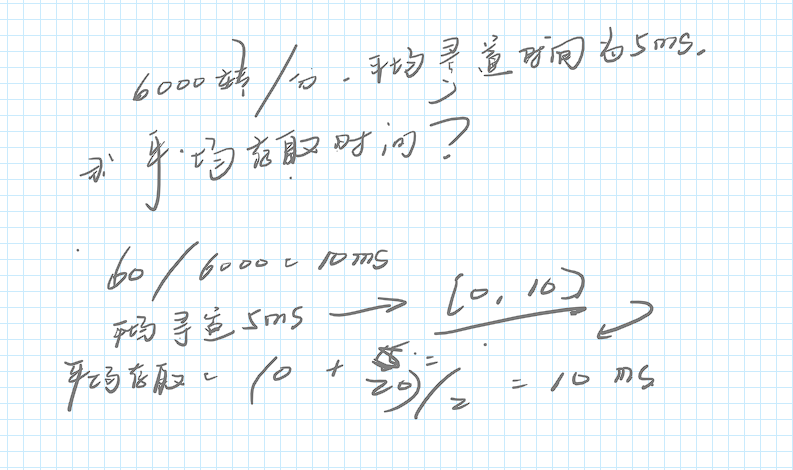 6000转/分. 平均寻道时间为5ms.
求平均存取时间?
60/6000=10ms
平均寻道5ms → [0, 10]
平均存取=(0+20)/2=10ms